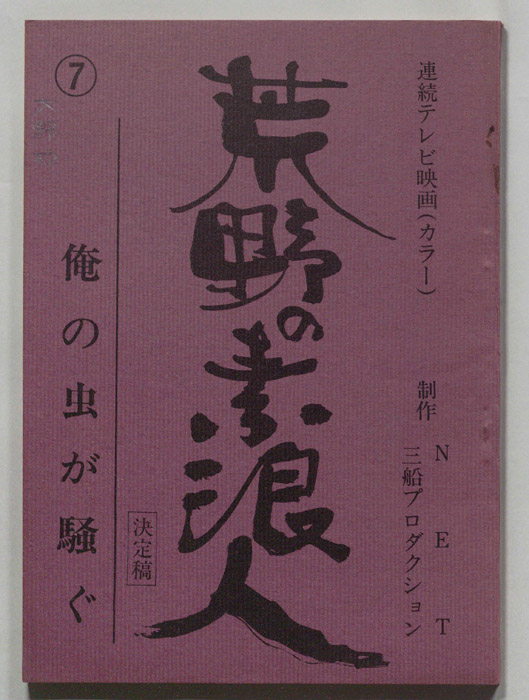 連続テレビ映画(カラー)
制作 NET
三船プロダクション
荒野の素浪人
決定稿
⑦
俺の虫が騒ぐ